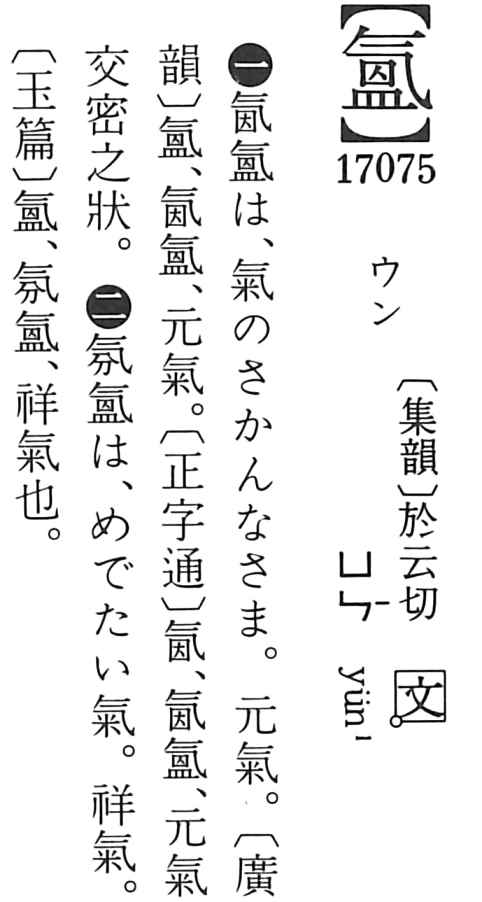 【氳】
17075
ウン
〔集韻〕於云切 文
ㄩㄣˉ yün¹
㊀氤氳は、氣のさかんなさま。元氣。〔廣
韻〕氳、氤氳、元氣。〔正字通〕氤、氤氳、元氣
交密之狀。㊁氛氳は、めでたい氣。祥氣。
〔玉篇〕氳、氛氳、祥氣也。